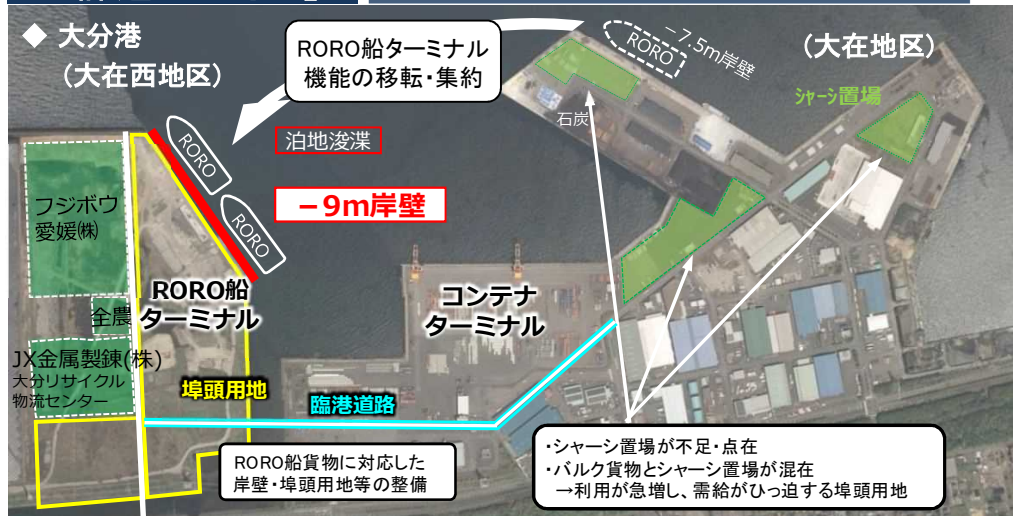 ◆ 大分港
（大在西地区）
RORO船ターミナル
機能の移転・集約
RORO
－7.5m岸壁
（大在地区）
ｼｬｰｼ置場
石炭
RORO
泊地浚渫
－9m岸壁
RORO
フジボウ
愛媛㈱
RORO船
ターミナル
全農
コンテナ
ターミナル
JX金属製錬(株)
大分リサイクル
物流センター
埠頭用地
臨港道路
RORO船貨物に対応した
岸壁・埠頭用地等の整備
・シャーシ置場が不足・点在
・バルク貨物とシャーシ置場が混在
→利用が急増し、需給がひっ迫する埠頭用地